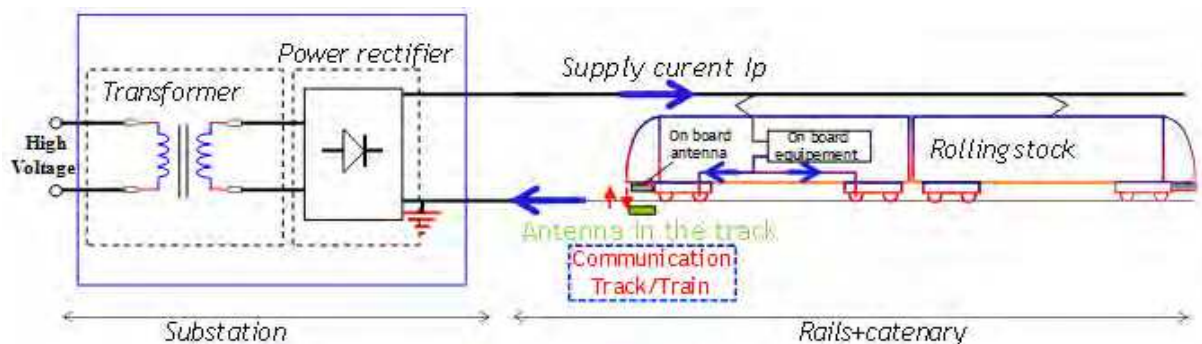 Power rectifier
Transformer
Supply curent Ip
High
Voltage
On board
antenna
On board
equipement
Rolling stock
Antenna in the track
Communication
Track/Train
Substation
Rails+catenary